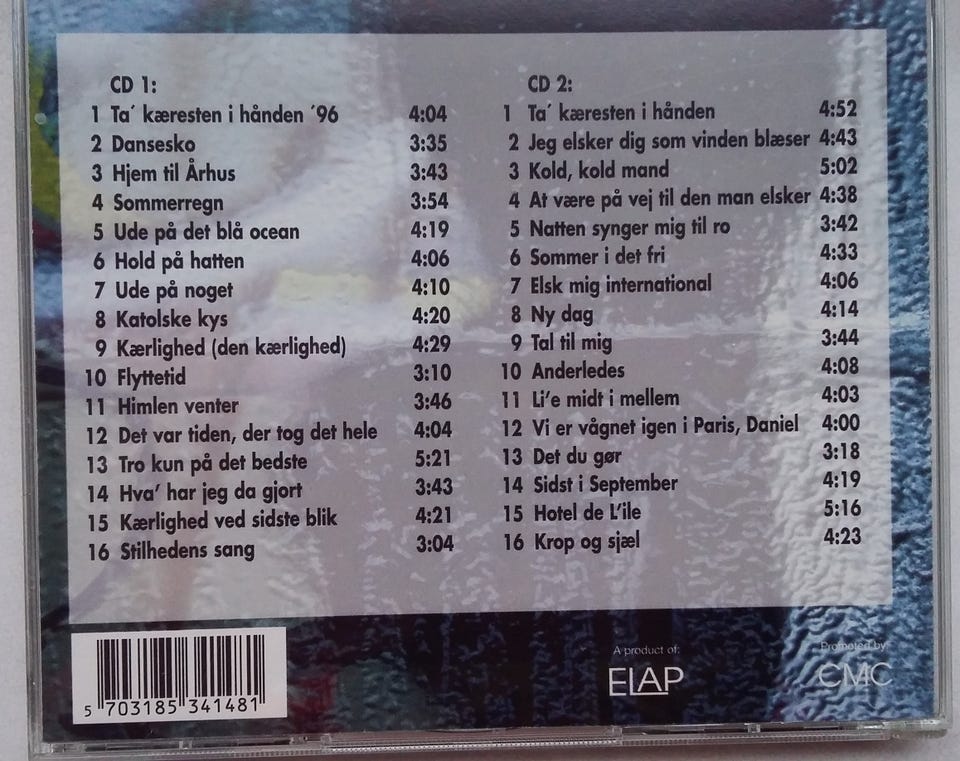 CD 1:
1 Ta´ kæresten i hånden ´96 4:04
2 Dansesko 3:35
3 Hjem til Århus 3:43
4 Sommerregn 3:54
5 Ude på det blå ocean 4:19
6 Hold på hatten 4:06
7 Ude på noget 4:10
8 Katolske kys 4:20
9 Kærlighed (den kærlighed) 4:29
10 Flyttetid 3:10
11 Himlen venter 3:46
12 Det var tiden, der tog det hele 4:04
13 Tro kun på det bedste 5:21
14 Hva’ har jeg da gjort 3:43
15 Kærlighed ved sidste blik 4:21
16 Stilhedens sang 3:04
CD 2:
1 Ta´ kæresten i hånden 4:52
2 Jeg elsker dig som vinden blæser 4:43
3 Kold, kold mand 5:02
4 At være på vej til den man elsker 4:38
5 Natten synger mig til ro 3:42
6 Sommer i det fri 4:33
7 Elsk mig international 4:06
8 Ny dag 4:14
9 Tal til mig 3:44
10 Anderledes 4:08
11 Li’e midt i mellem 4:03
12 Vi er vågnet igen i Paris, Daniel 4:00
13 Det du gør 3:18
14 Sidst i September 4:19
15 Hotel de L’ile 5:16
16 Krop og sjæl 4:23
5 703185 341481
A product of:
ELAP
Promoted by:
CMC